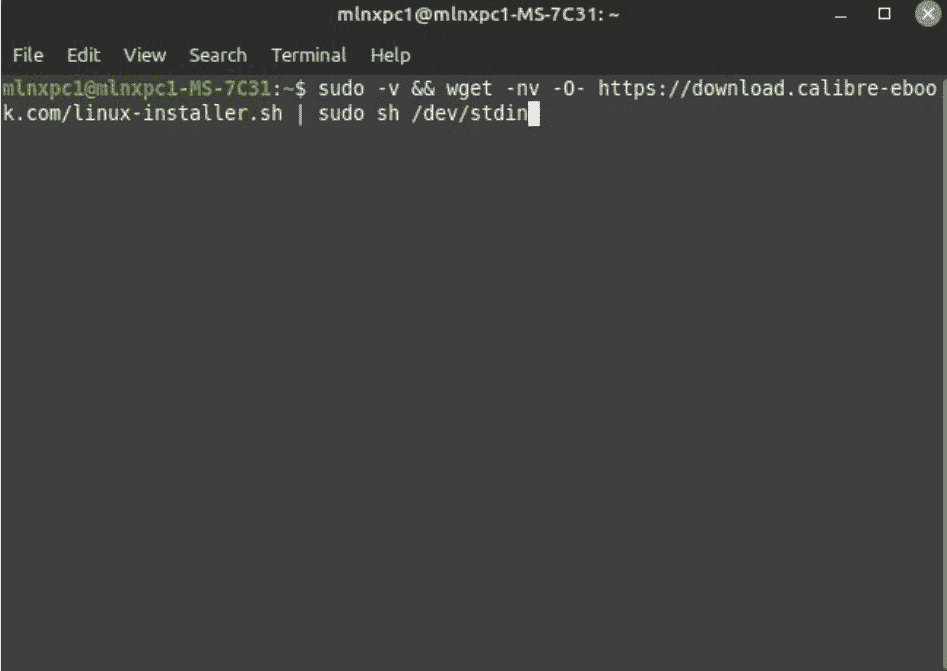 mlnxpc1@mlnxpc1-MS-7C31: ~
File Edit View Search Terminal Help
mlnxpc1@mlnxpc1-MS-7C31:~$ sudo -v && wget -nv -O- https://download.calibre-eboo
k.com/linux-installer.sh | sudo sh /dev/stdin